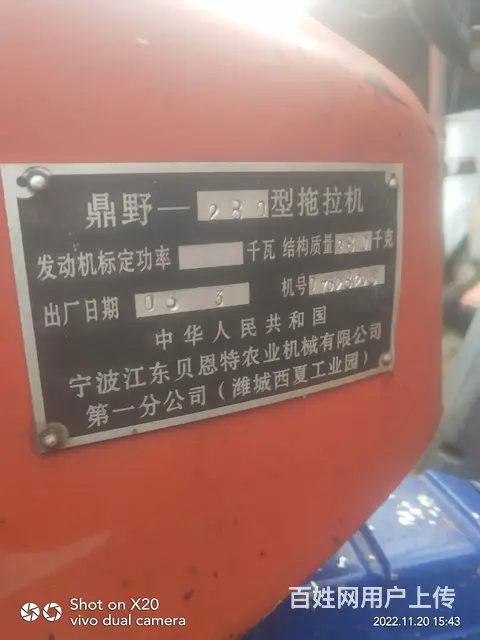 鼎野—280型拖拉机
发动机标定功率 千瓦 结构质量 千克
出厂日期 05 3 机号
中华人民共和国
宁波江东贝恩特农业机械有限公司
第一分公司（潍城西夏工业园）
Shot on X20
vivo dual camera
百姓网用户上传
2022.11.20 15:43